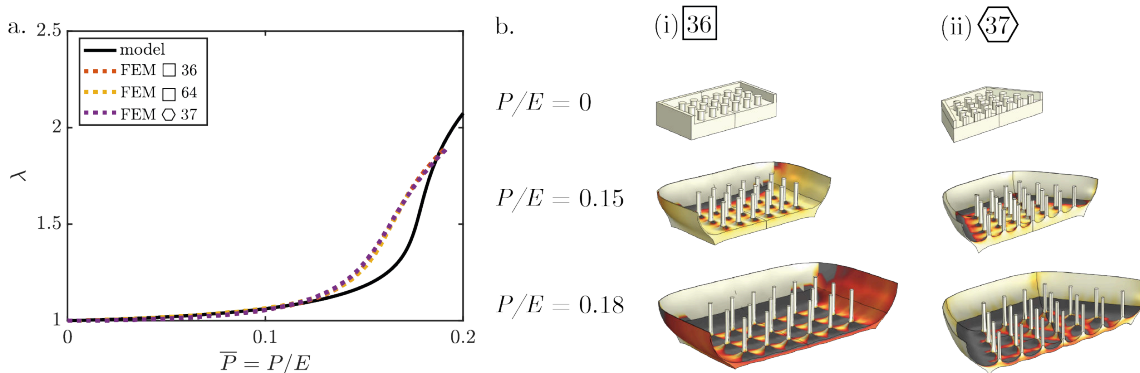 a.
2.5
2
1.5
1
λ
model
FEM □ 36
FEM □ 64
FEM ⬡ 37
0
0.1
0.2
P̅ = P/E
b.
(i) 36
(ii) 37
P/E = 0
P/E = 0.15
P/E = 0.18